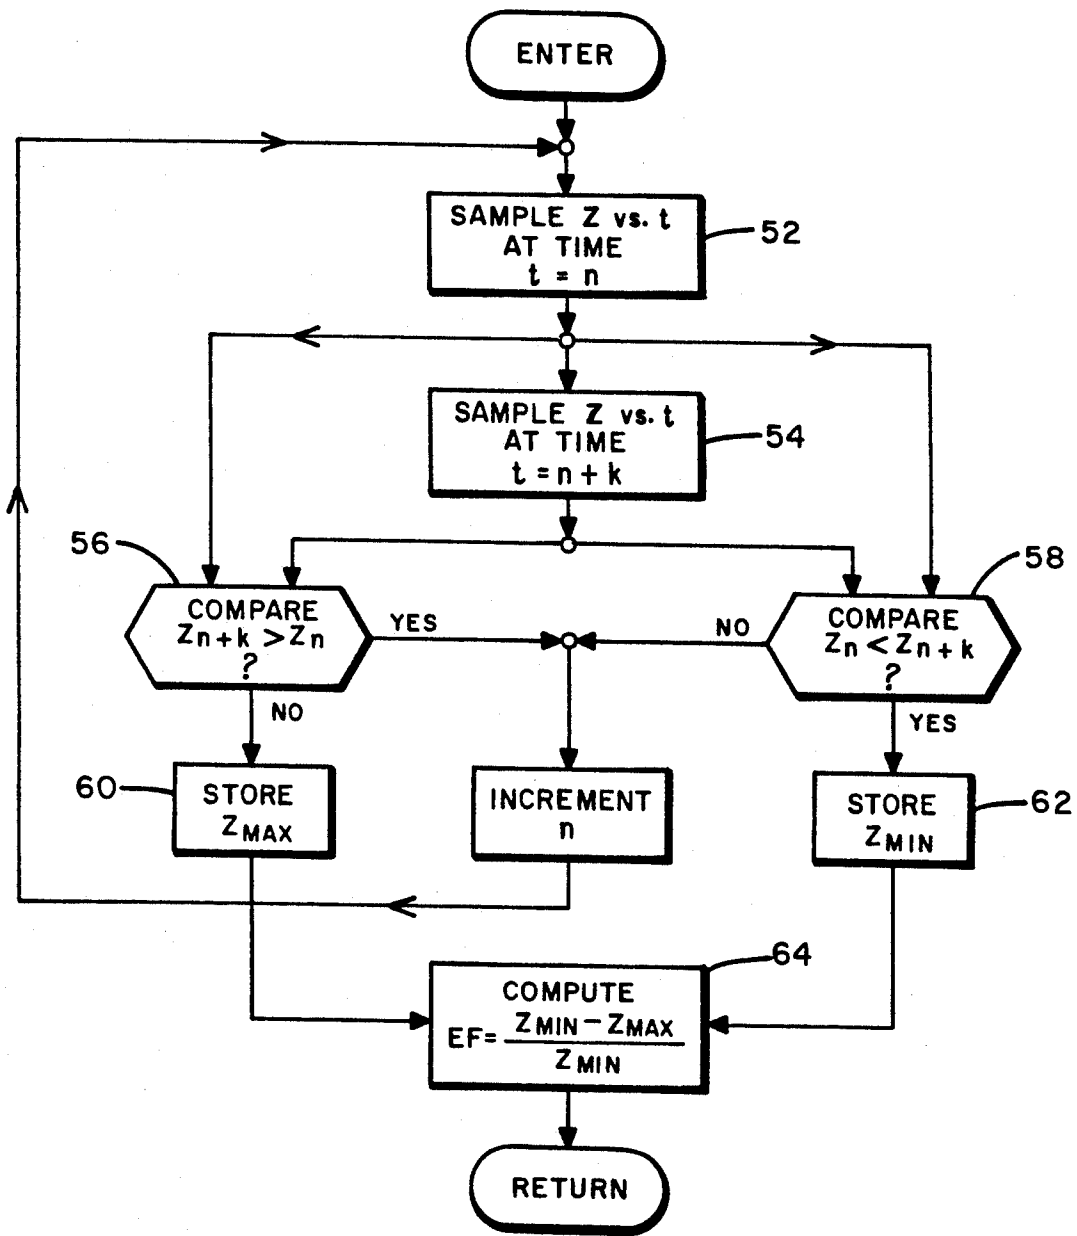 ENTER
SAMPLE Z vs. t
AT TIME
t = n
52
SAMPLE Z vs. t
AT TIME
t = n + k
54
56
COMPARE
Zn+k > Zn
?
YES
NO
58
COMPARE
Zn < Zn+k
?
NO
YES
60
STORE
ZMAX
INCREMENT
n
62
STORE
ZMIN
64
COMPUTE
EF = ZMIN – ZMAX
ZMIN
RETURN